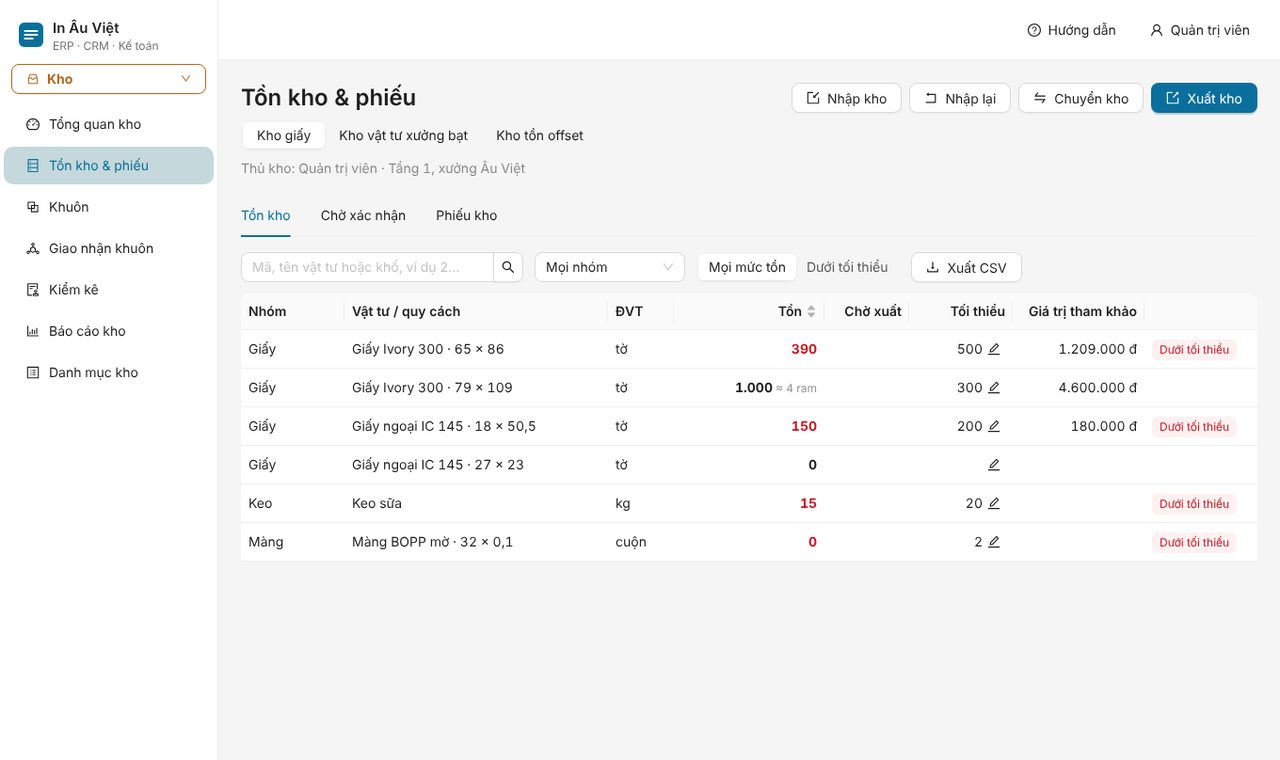 In Âu Việt
ERP · CRM · Kế toán
Kho
Tổng quan kho
Tồn kho & phiếu
Khuôn
Giao nhận khuôn
Kiểm kê
Báo cáo kho
Danh mục kho
Hướng dẫn Quản trị viên
Tồn kho & phiếu
Nhập kho Nhập lại Chuyển kho Xuất kho
Kho giấy Kho vật tư xưởng bạt Kho tồn offset
Thủ kho: Quản trị viên · Tầng 1, xưởng Âu Việt
Tồn kho Chờ xác nhận Phiếu kho
Mã, tên vật tư hoặc khổ, ví dụ 2... Mọi nhóm Mọi mức tồn Dưới tối thiểu Xuất CSV
Nhóm Vật tư / quy cách ĐVT Tồn Chờ xuất Tối thiểu Giá trị tham khảo
Giấy Giấy Ivory 300 · 65 × 86 tờ 390 500 1.209.000 đ Dưới tối thiểu
Giấy Giấy Ivory 300 · 79 × 109 tờ 1.000 ≈ 4 ram 300 4.600.000 đ
Giấy Giấy ngoại IC 145 · 18 × 50,5 tờ 150 200 180.000 đ Dưới tối thiểu
Giấy Giấy ngoại IC 145 · 27 × 23 tờ 0
Keo Keo sữa kg 15 20 Dưới tối thiểu
Màng Màng BOPP mờ · 32 × 0,1 cuộn 0 2 Dưới tối thiểu